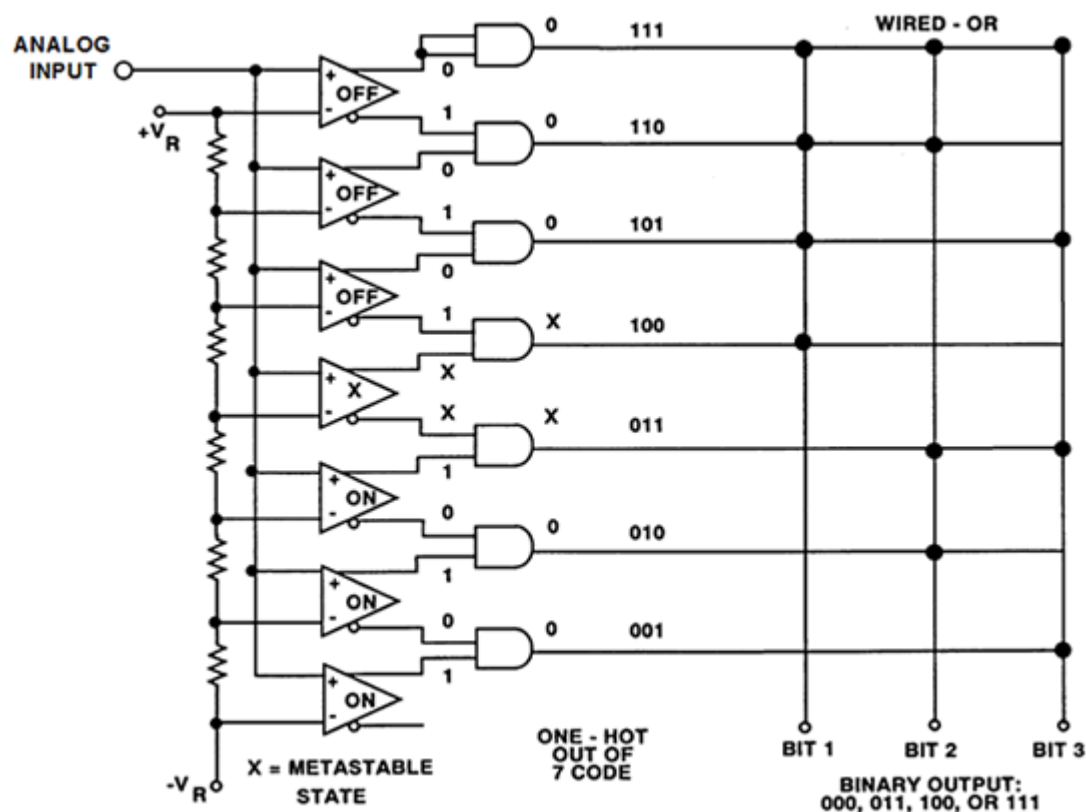 ANALOG
INPUT
+V R
-V R
+
-
OFF
+
-
OFF
+
-
OFF
+
-
X
+
-
ON
+
-
ON
+
-
ON
0
1
0
1
0
1
X
X
1
0
1
0
1
0
0
0
X
X
0
0
111
110
101
100
011
010
001
WIRED - OR
X = METASTABLE
STATE
ONE - HOT
OUT OF
7 CODE
BIT 1
BIT 2
BIT 3
BINARY OUTPUT:
000, 011, 100, OR 111